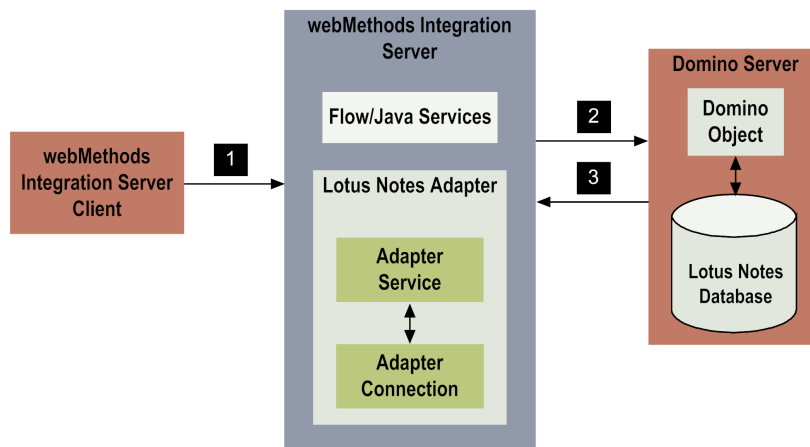 webMethods Integration
Server
Flow/Java Services
Lotus Notes Adapter
Adapter
Service
Adapter
Connection
webMethods
Integration Server
Client
1
2
3
Domino Server
Domino
Object
Lotus Notes
Database